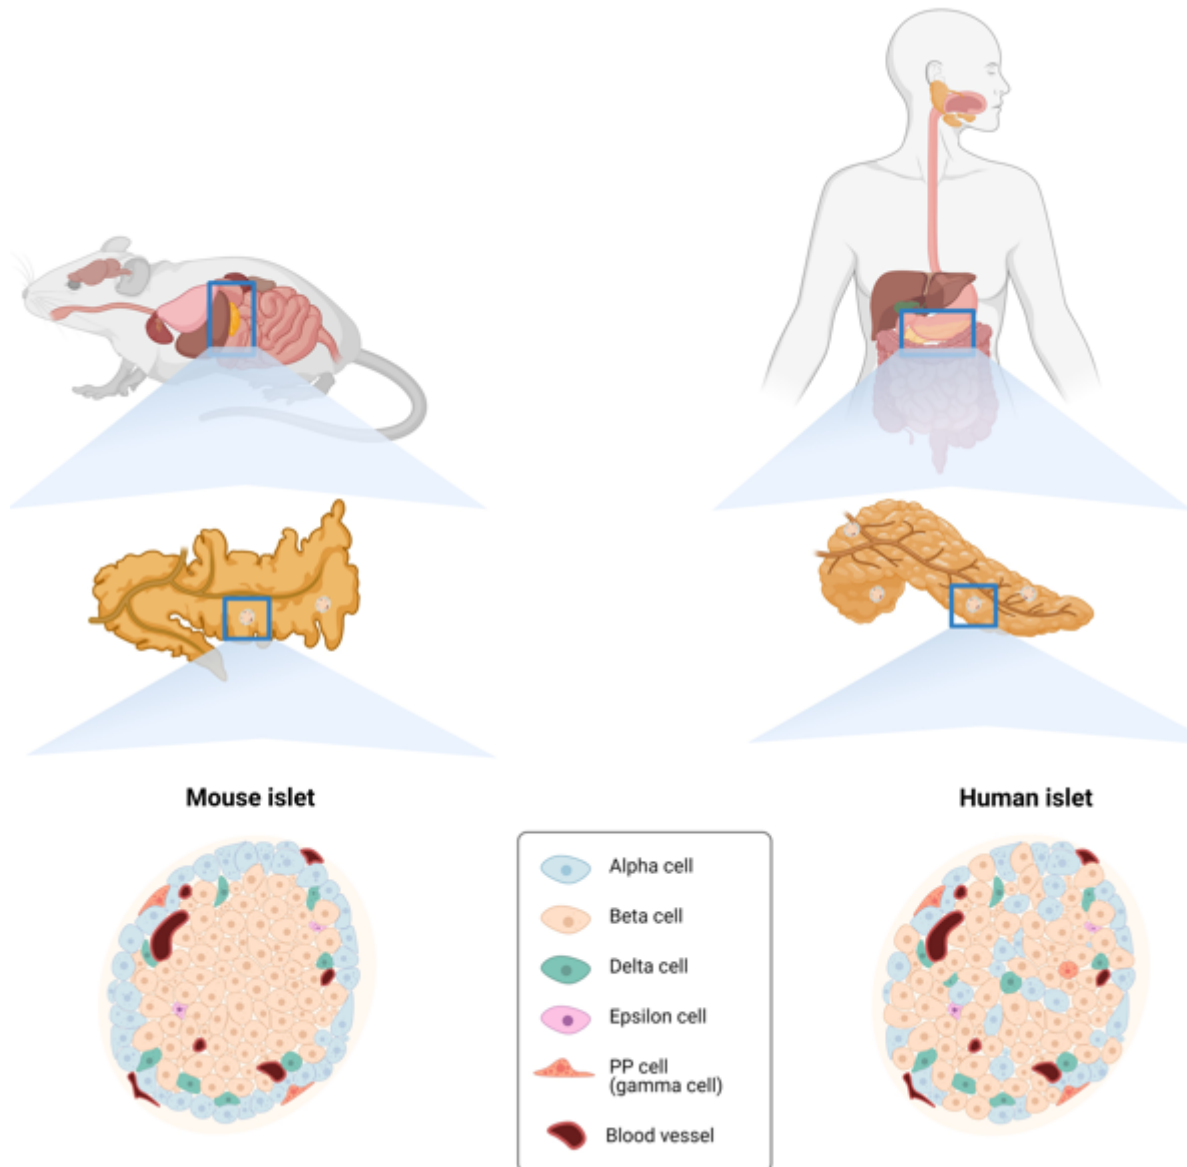 Mouse islet
Human islet
Alpha cell
Beta cell
Delta cell
Epsilon cell
PP cell
(gamma cell)
Blood vessel